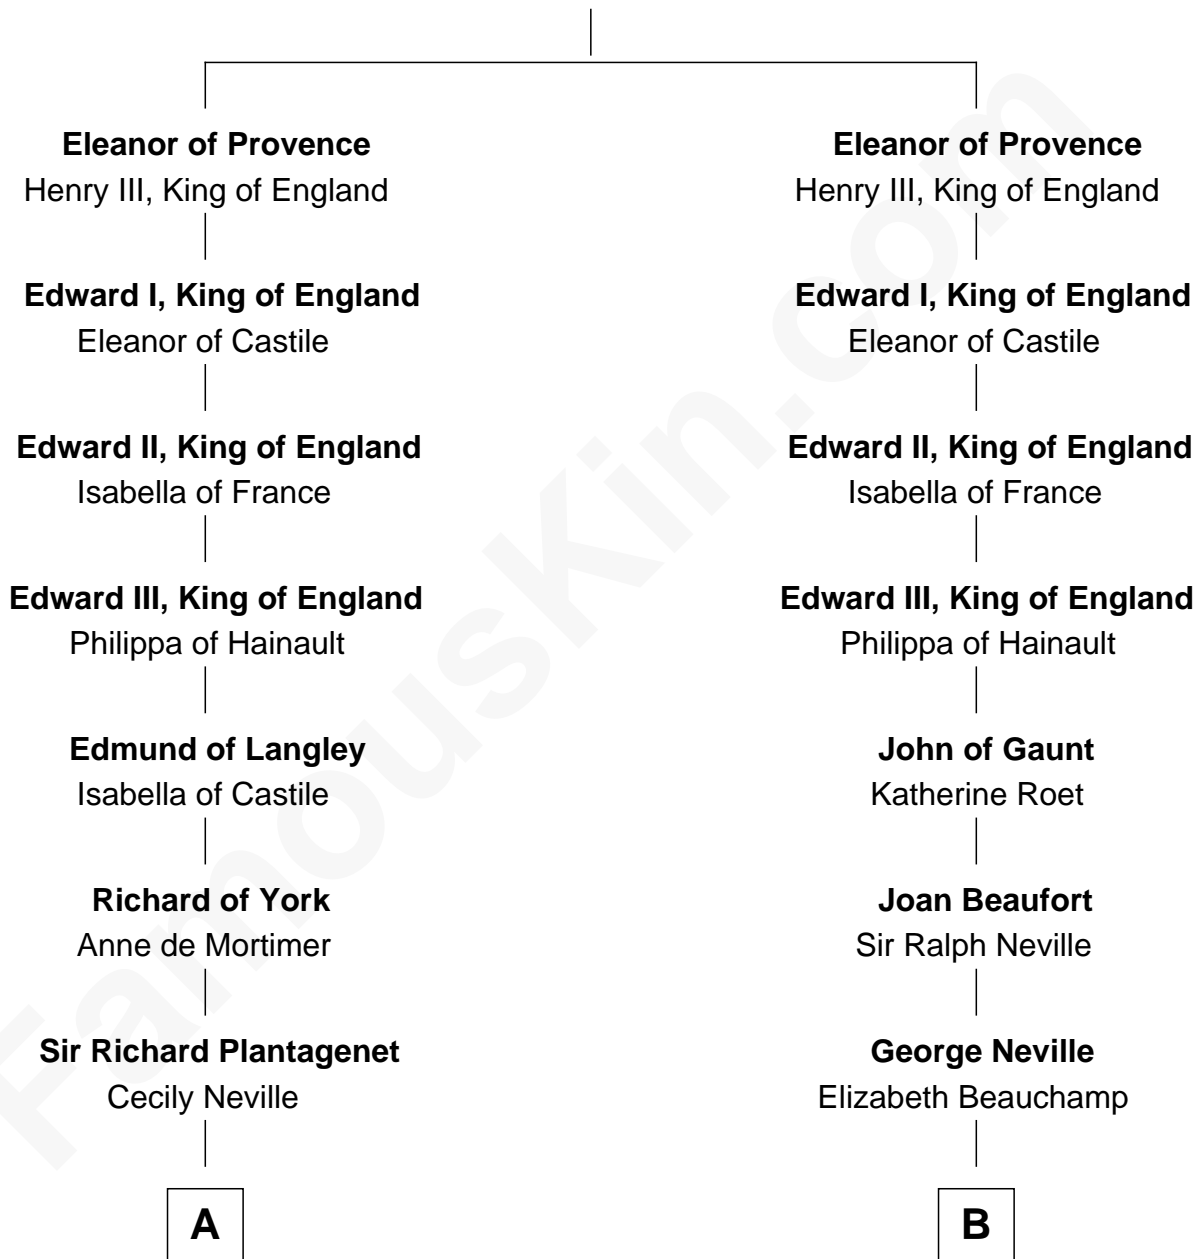 Eleanor of Provence
Henry III, King of England
Edward I, King of England
Eleanor of Castile
Edward II, King of England
Isabella of France
Edward III, King of England
Philippa of Hainault
Edmund of Langley
Isabella of Castile
Richard of York
Anne de Mortimer
Sir Richard Plantagenet
Cecily Neville
A
Eleanor of Provence
Henry III, King of England
Edward I, King of England
Eleanor of Castile
Edward II, King of England
Isabella of France
Edward III, King of England
Philippa of Hainault
John of Gaunt
Katherine Roet
Joan Beaufort
Sir Ralph Neville
George Neville
Elizabeth Beauchamp
B
FamousKin.com